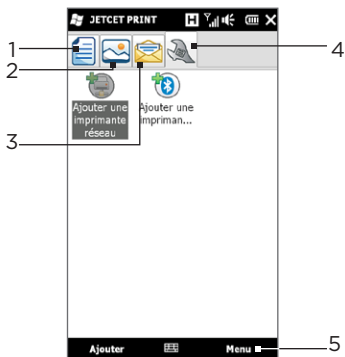 JETCET PRINT H
1
2
3
4
Ajouter une imprimante réseau
Ajouter une impriman...
Ajouter Menu
5